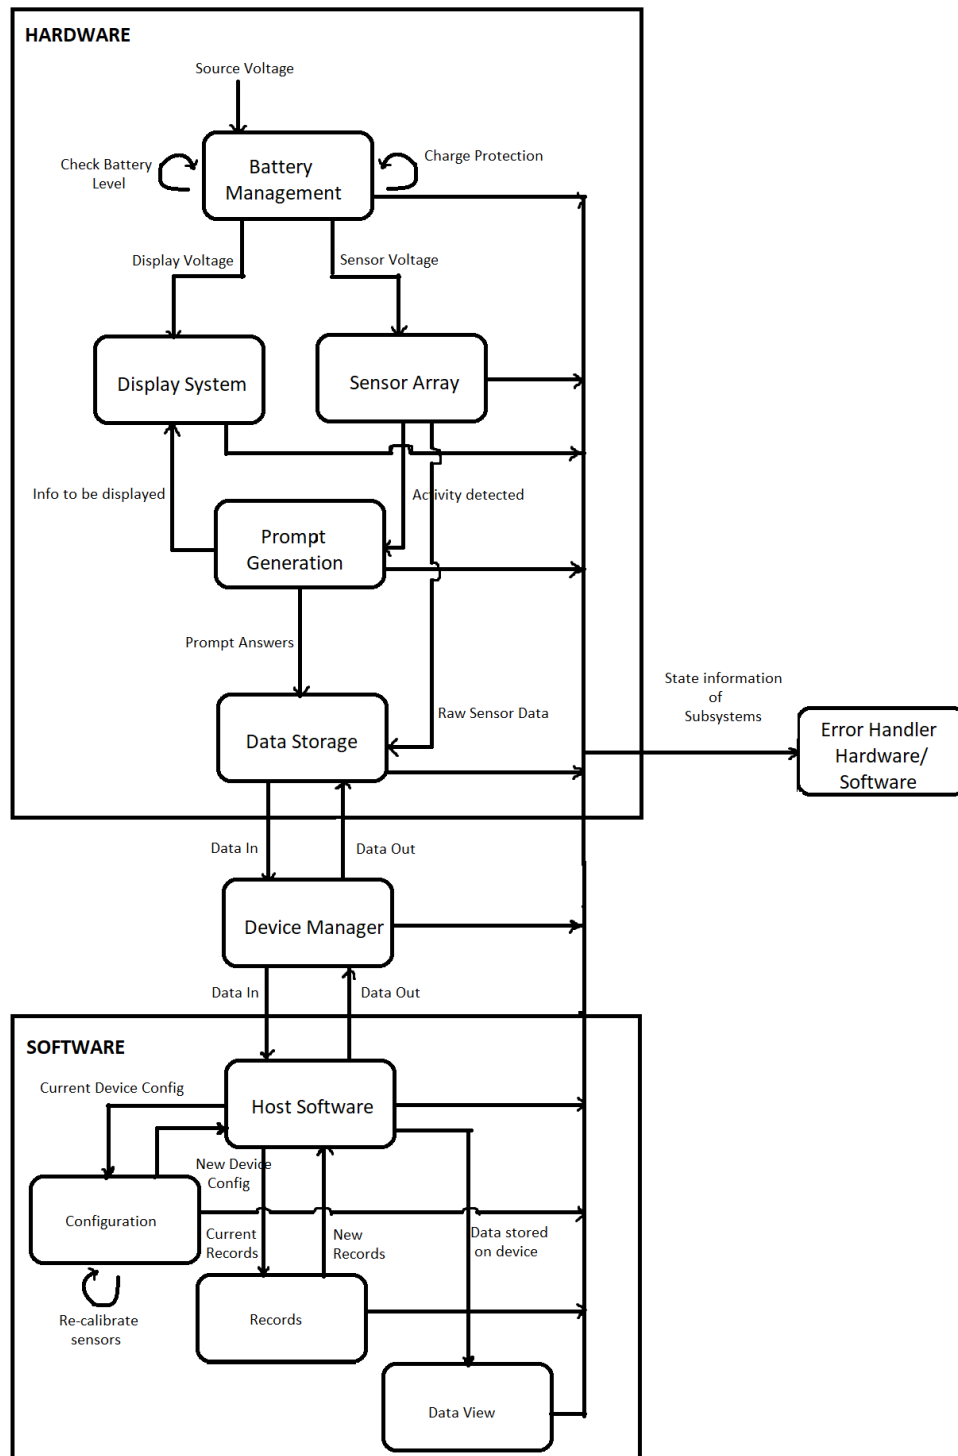 HARDWARE
Source Voltage
Check Battery
Level
Battery
Management
Charge Protection
Display Voltage
Sensor Voltage
Display System
Sensor Array
Info to be displayed
Activity detected
Prompt
Generation
Prompt Answers
Raw Sensor Data
Data Storage
State information
of
Subsystems
Error Handler
Hardware/
Software
Data In
Data Out
Device Manager
Data In
Data Out
SOFTWARE
Current Device Config
Host Software
New Device
Config
Configuration
Current
Records
New
Records
Data stored
on device
Re-calibrate
sensors
Records
Data View